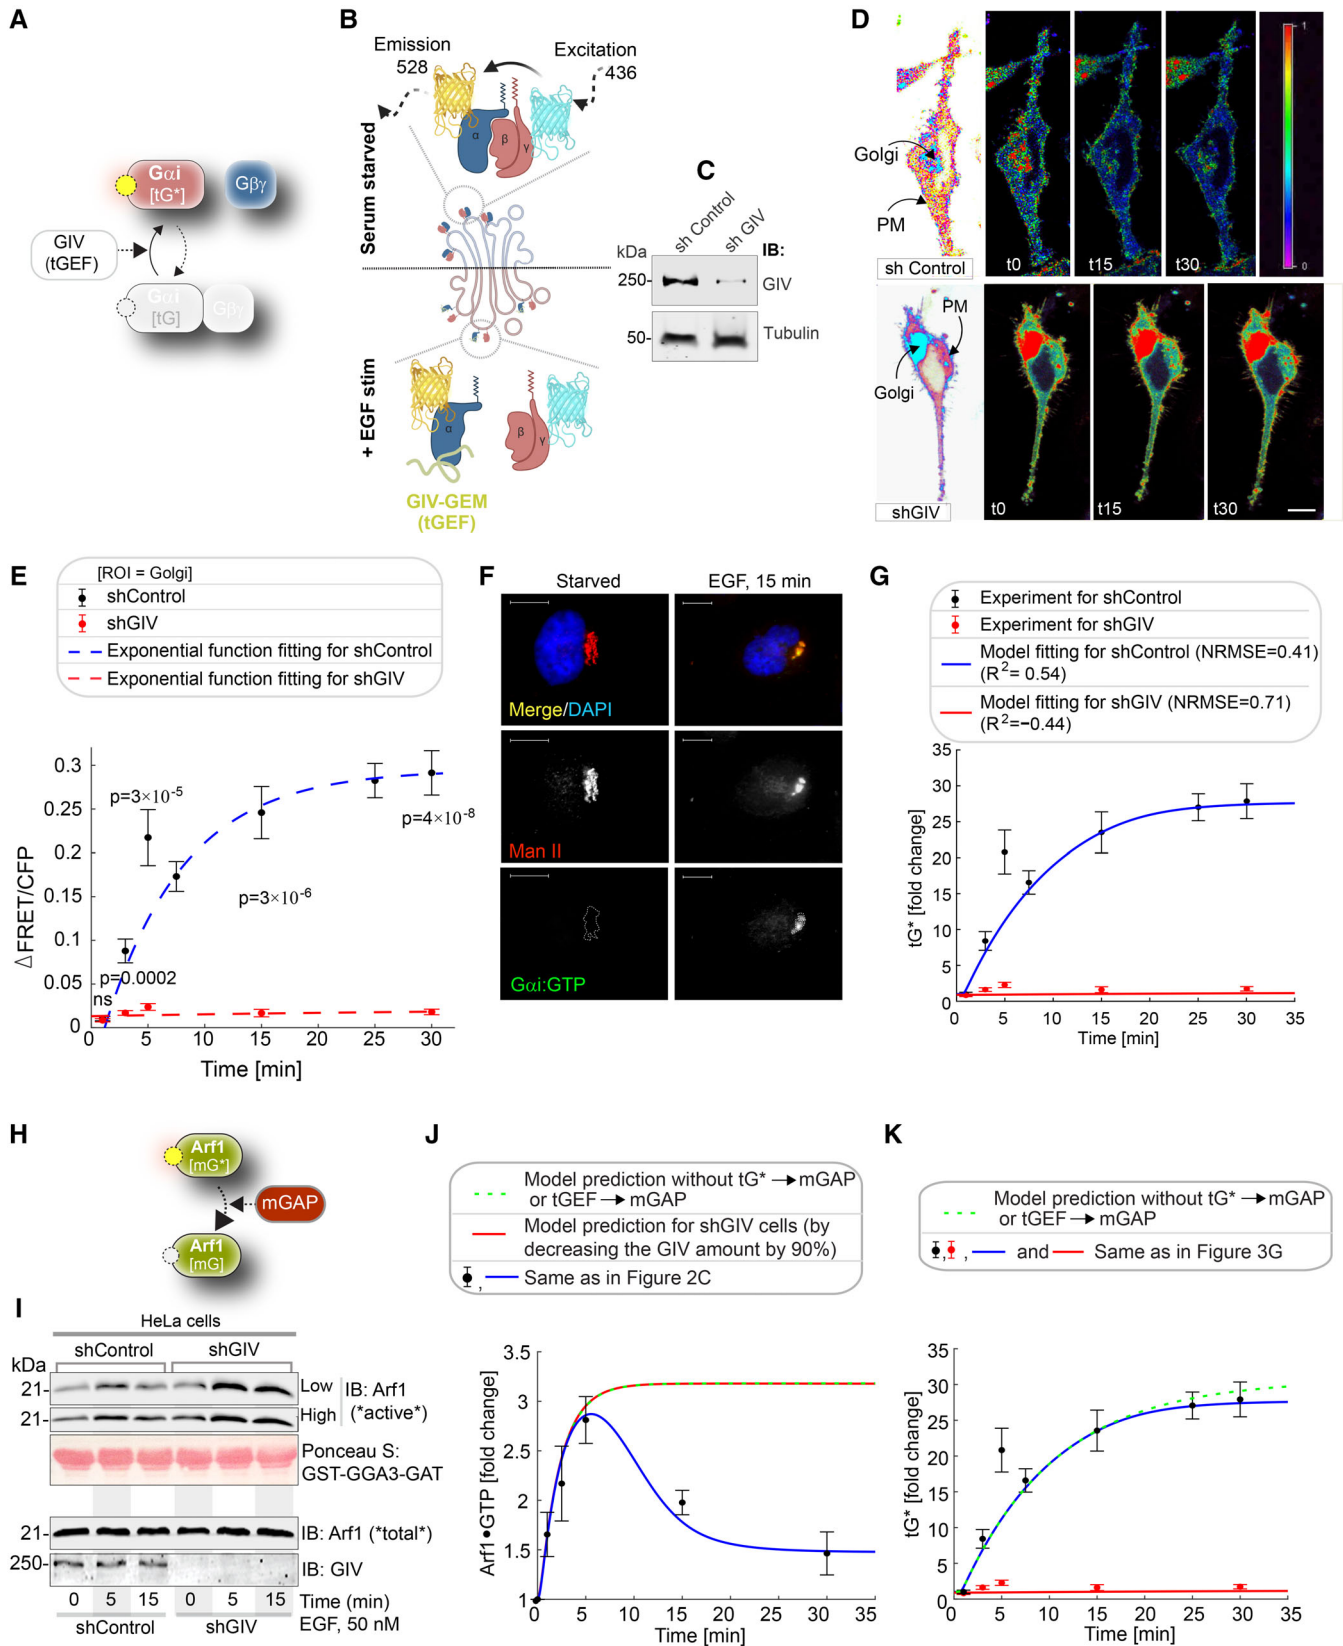 A
Gαi
[tG*]
Gβγ
GIV
(tGEF)
Gαi
[tG]
Gβγ
B
Emission
528
Excitation
436
α
β
γ
Serum starved
+ EGF stim
α
β
γ
GIV-GEM
(tGEF)
C
sh Control
sh GIV
IB:
kDa
250-
GIV
50-
Tubulin
D
Golgi
PM
sh Control
t0
t15
t30
1
0
PM
Golgi
shGIV
t0
t15
t30
E
[ROI = Golgi]
shControl
shGIV
Exponential function fitting for shControl
Exponential function fitting for shGIV
ΔFRET/CFP
0.3
0.25
0.2
0.15
0.1
0.05
0
p=3×10-5
p=4×10-8
p=3×10-6
p=0.0002
ns
0 5 10 15 20 25 30
Time [min]
F
Starved
EGF, 15 min
Merge/DAPI
Man II
Gαi:GTP
G
Experiment for shControl
Experiment for shGIV
Model fitting for shControl (NRMSE=0.41)
(R2= 0.54)
Model fitting for shGIV (NRMSE=0.71)
(R2=−0.44)
tG* [fold change]
35
30
25
20
15
10
5
0
0 5 10 15 20 25 30 35
Time [min]
H
Arf1
[mG*]
mGAP
Arf1
[mG]
I
HeLa cells
shControl
shGIV
kDa
21-
Low
IB: Arf1
21-
High
(*active*)
Ponceau S:
GST-GGA3-GAT
21-
IB: Arf1 (*total*)
250-
IB: GIV
0 5 15 0 5 15
Time (min)
shControl
shGIV
EGF, 50 nM
J
Model prediction without tG* → mGAP
or tGEF → mGAP
Model prediction for shGIV cells (by
decreasing the GIV amount by 90%)
, Same as in Figure 2C
Arf1•GTP [fold change]
3.5
3
2.5
2
1.5
1
0 5 10 15 20 25 30 35
Time [min]
K
Model prediction without tG* → mGAP
or tGEF → mGAP
, , and Same as in Figure 3G
tG* [fold change]
35
30
25
20
15
10
5
0
0 5 10 15 20 25 30 35
Time [min]